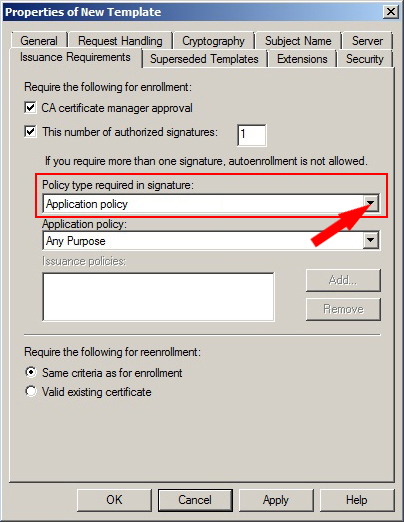 Properties of New Template
General Request Handling Cryptography Subject Name Server
Issuance Requirements Superseded Templates Extensions Security
Require the following for enrollment:
CA certificate manager approval
This number of authorized signatures: 1
If you require more than one signature, autoenrollment is not allowed.
Policy type required in signature:
Application policy
Application policy:
Any Purpose
Issuance policies:
Add...
Remove
Require the following for reenrollment:
Same criteria as for enrollment
Valid existing certificate
OK Cancel Apply Help